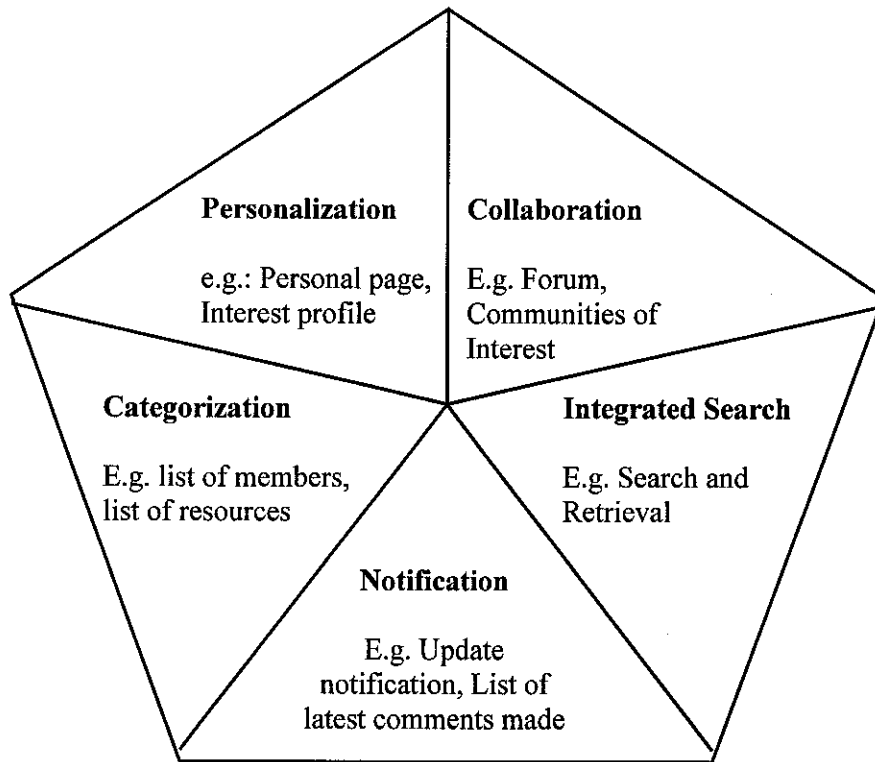 Personalization
e.g.: Personal page,
Interest profile
Collaboration
E.g. Forum,
Communities of
Interest
Categorization
E.g. list of members,
list of resources
Integrated Search
E.g. Search and
Retrieval
Notification
E.g. Update
notification, List of
latest comments made